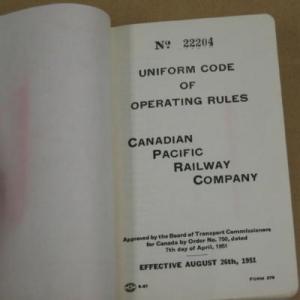 Nº 22204
UNIFORM CODE
OF
OPERATING RULES
CANADIAN
PACIFIC
RAILWAY
COMPANY
Approved by the Board of Transport Commissioners
for Canada by Order No. 750, dated
7th day of April, 1951
EFFECTIVE AUGUST 26th, 1951
FORM